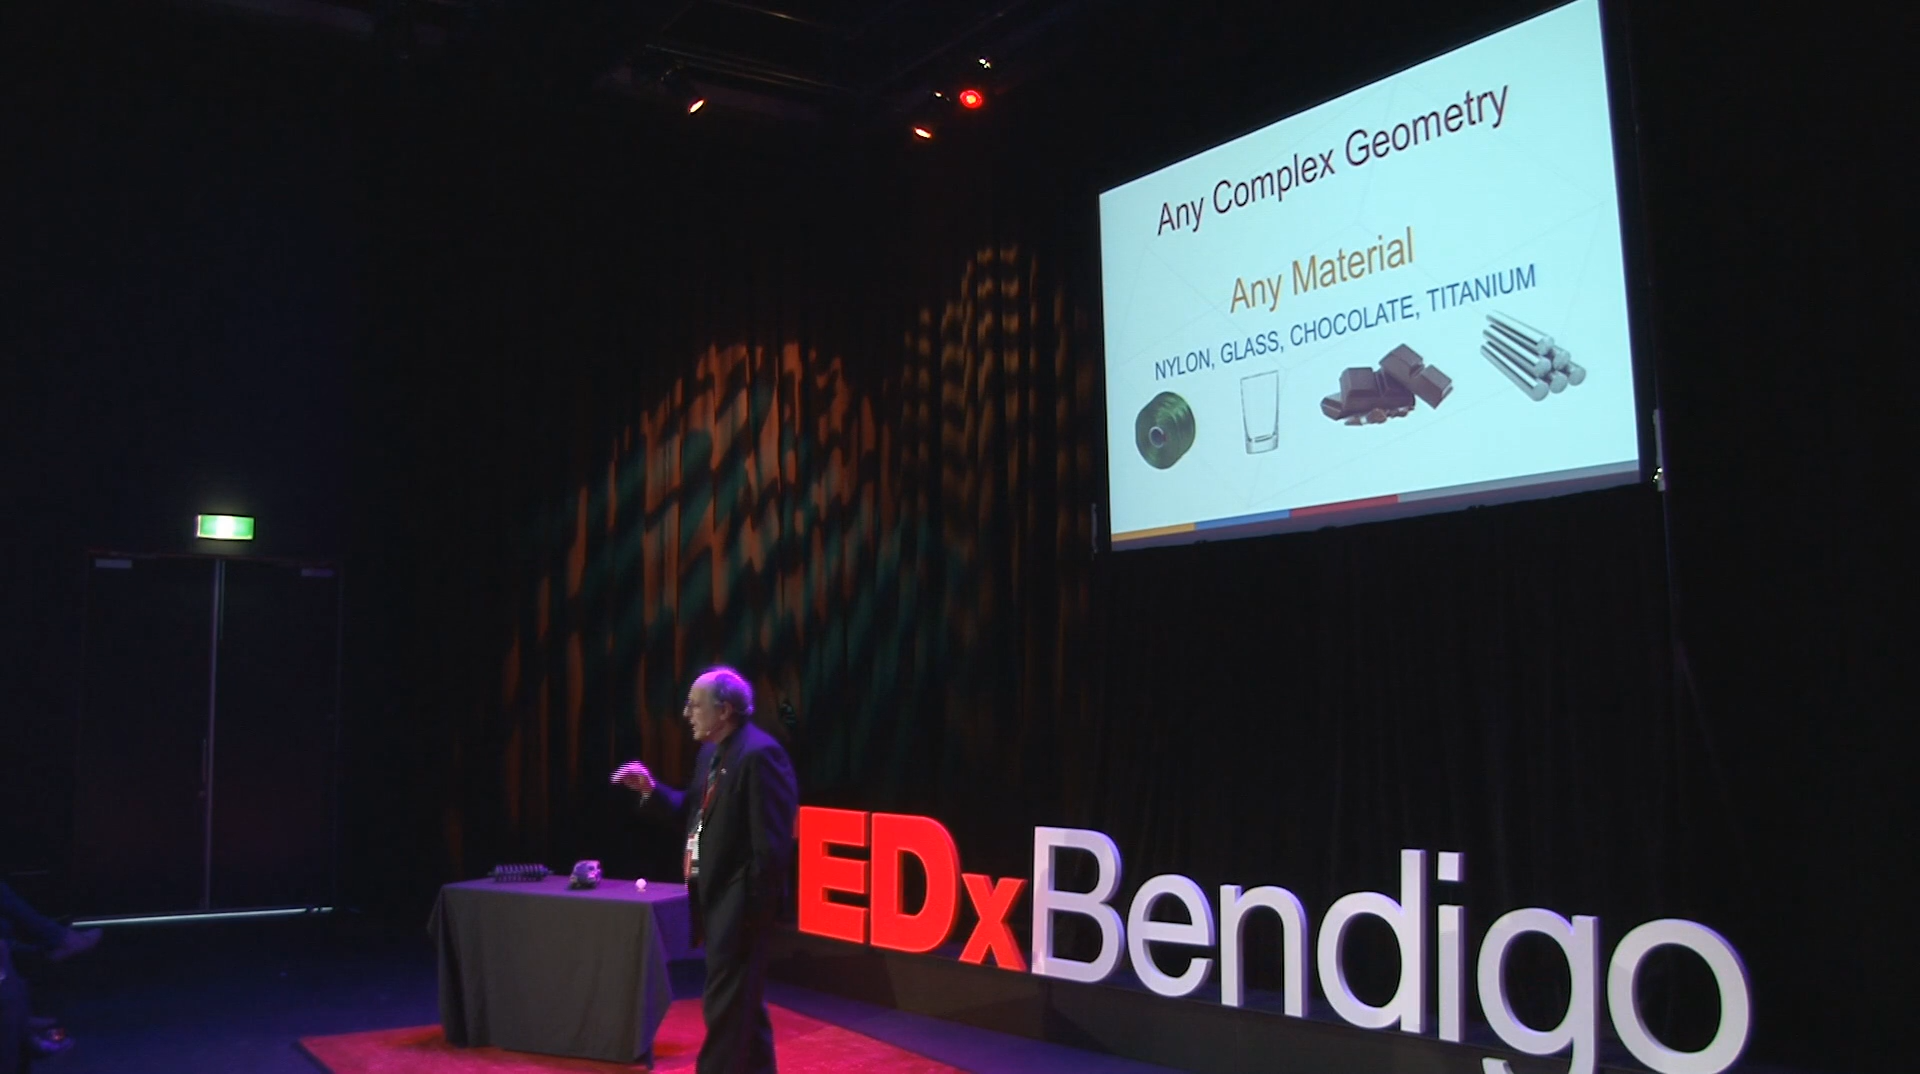 Any Complex Geometry
Any Material
NYLON, GLASS, CHOCOLATE, TITANIUM
EDxBendigo